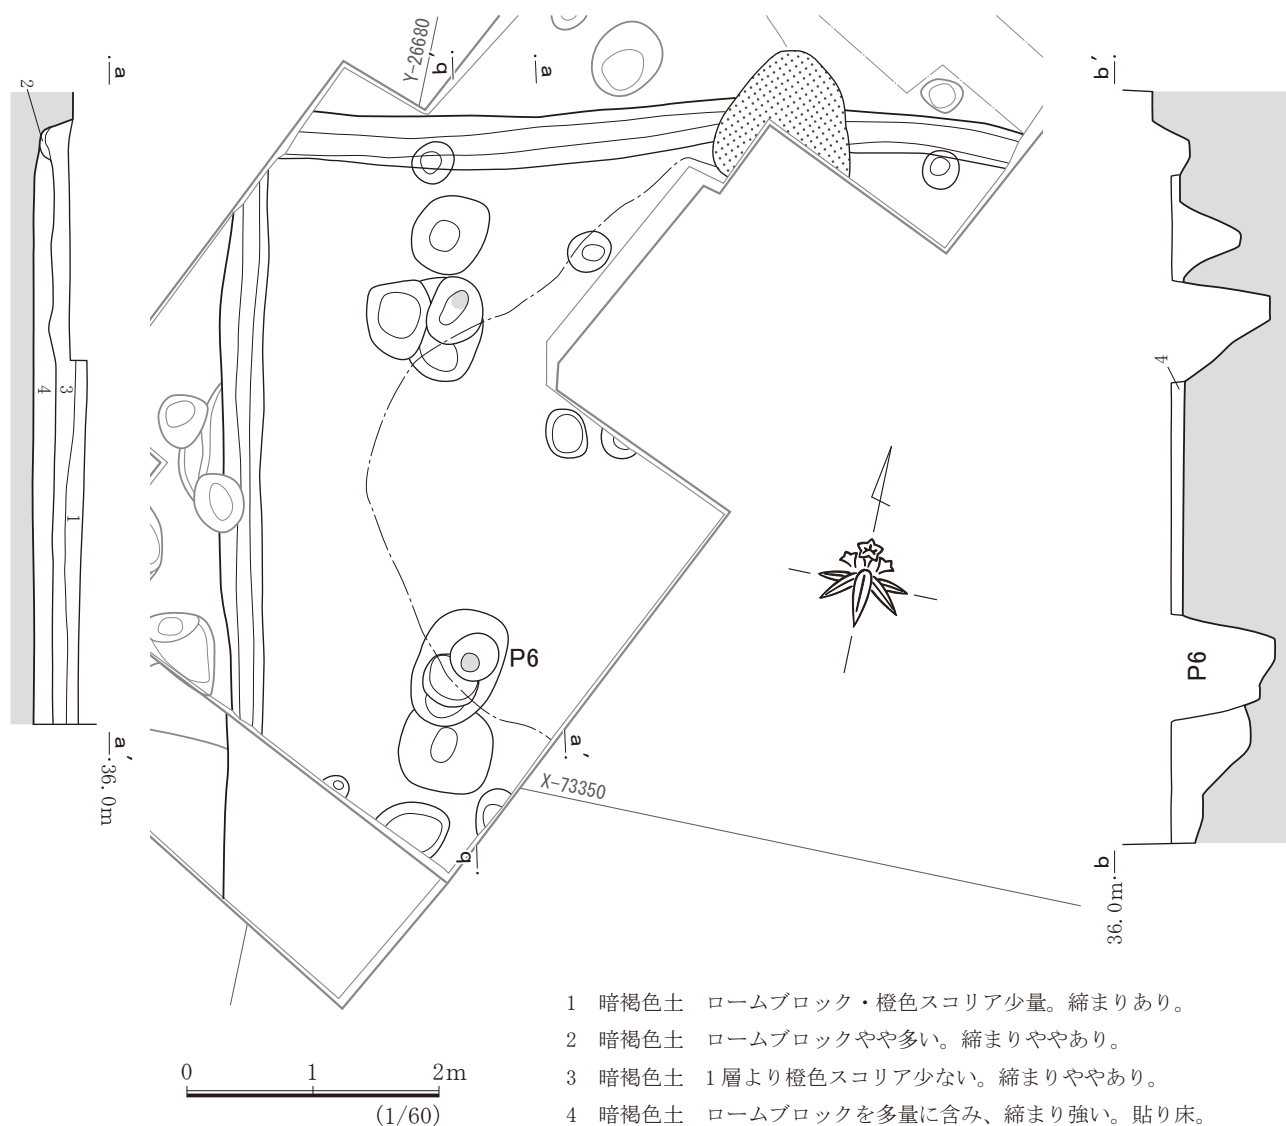 Y-26680
a
b′
a
b′
2
4
4
3
1
P6
P6
a′
36. 0m
a′
X-73350
b
b
36. 0m
0 1 2m
(1/60)
1 暗褐色土 ロームブロック・橙色スコリア少量。締まりあり。
2 暗褐色土 ロームブロックやや多い。締まりややあり。
3 暗褐色土 1層より橙色スコリア少ない。締まりややあり。
4 暗褐色土 ロームブロックを多量に含み、締まり強い。貼り床。